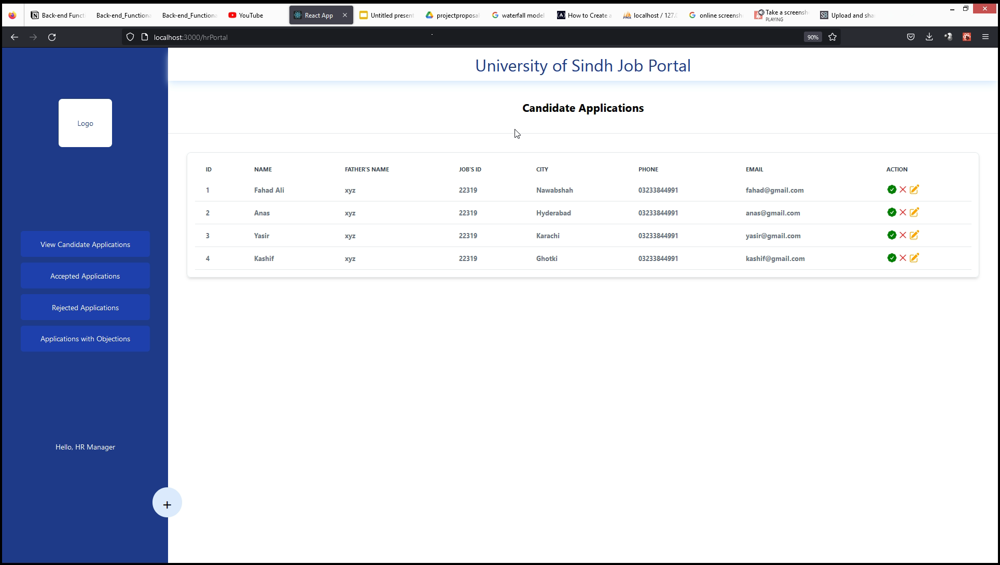 Back-end Funct
Back-end_Functiona
Back-end_Functiona
YouTube
React App
Untitled present
projectproposal
waterfall model
How to Create a
localhost / 127.0
online screensh
Take a screensh
PLAYING
SB
Upload and sha
localhost:3000/hrPortal
90%
University of Sindh Job Portal
Logo
Candidate Applications
ID NAME FATHER'S NAME JOB'S ID CITY PHONE EMAIL ACTION
1 Fahad Ali xyz 22319 Nawabshah 03233844991 fahad@gmail.com
2 Anas xyz 22319 Hyderabad 03233844991 anas@gmail.com
3 Yasir xyz 22319 Karachi 03233844991 yasir@gmail.com
4 Kashif xyz 22319 Ghotki 03233844991 kashif@gmail.com
View Candidate Applications
Accepted Applications
Rejected Applications
Applications with Objections
Hello, HR Manager
+